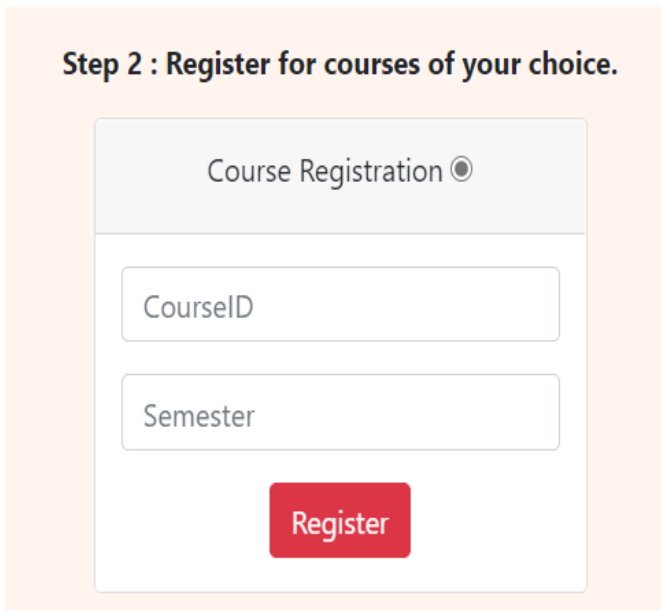 Step 2 : Register for courses of your choice.
Course Registration
CourseID
Semester
Register